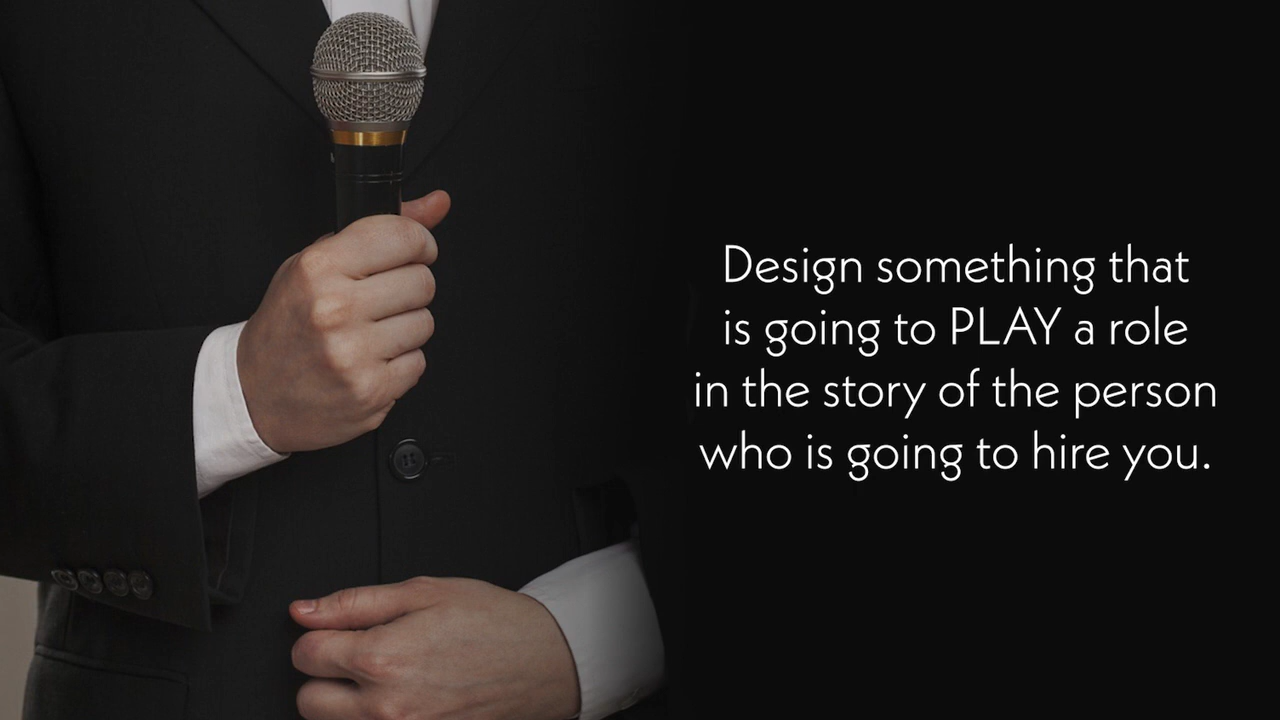 Design something that
is going to PLAY a role
in the story of the person
who is going to hire you.